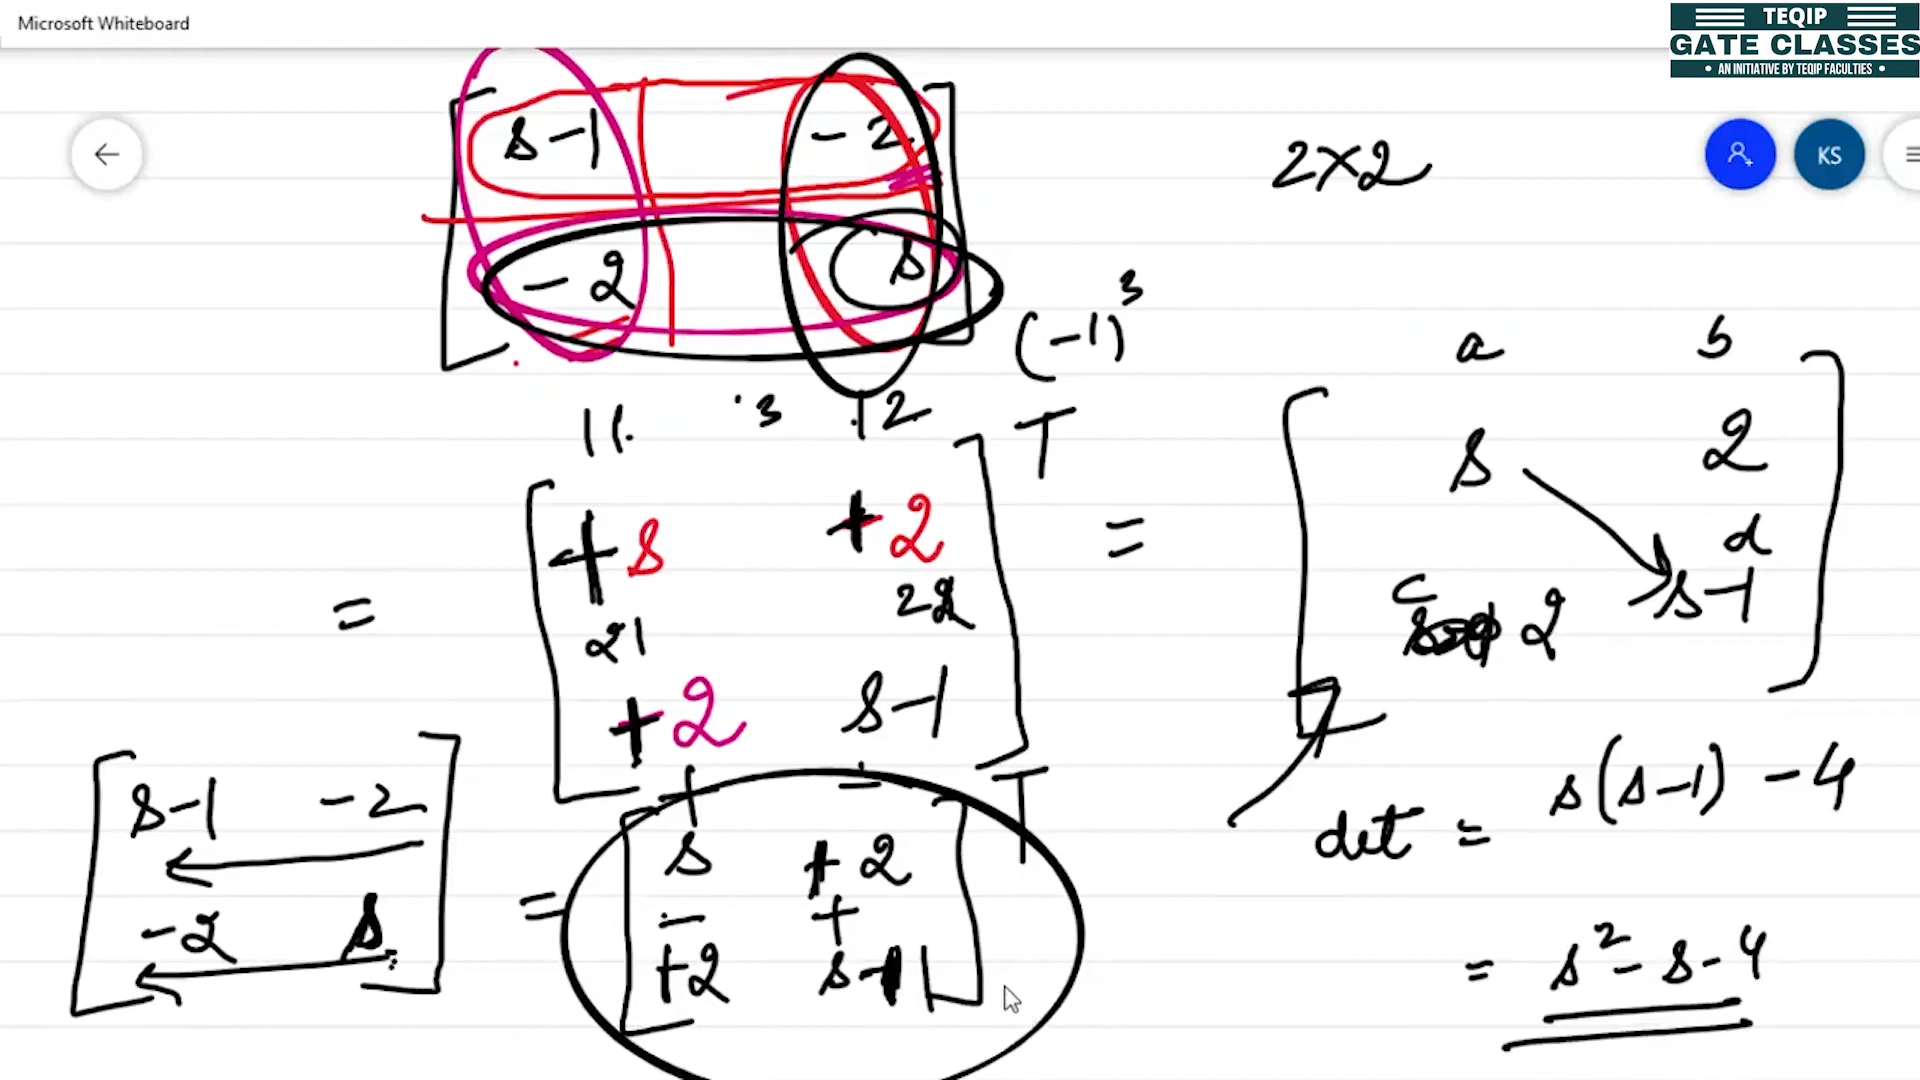 Microsoft Whiteboard
TEQIP
GATE CLASSES
• AN INITIATIVE BY TEQIP FACULTIES •
KS
s-1 -2
-2 s
2×2
(-1)^3
11 3 12
T
+s +2
21 22
+2 s-1
=
=
a b
s 2
c d
2 s-1
s-1 -2
-2 s
=
+ -
s +2
- +
+2 s-1
T
det = s(s-1) -4
= s² - s - 4